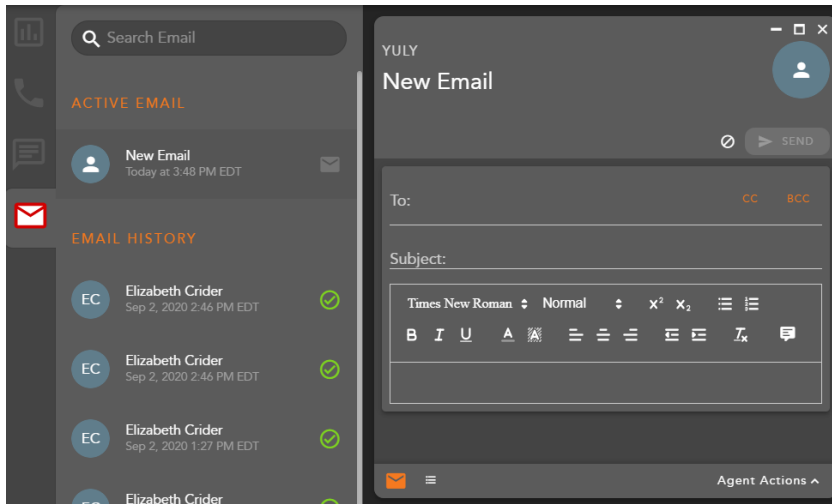 Search Email
ACTIVE EMAIL
New Email
Today at 3:48 PM EDT
EMAIL HISTORY
EC
Elizabeth Crider
Sep 2, 2020 2:46 PM EDT
EC
Elizabeth Crider
Sep 2, 2020 2:46 PM EDT
EC
Elizabeth Crider
Sep 2, 2020 1:27 PM EDT
EC
Elizabeth Crider
YULY
New Email
SEND
To:
CC BCC
Subject:
Times New Roman Normal X² X₂
B I U A A Tx
Agent Actions